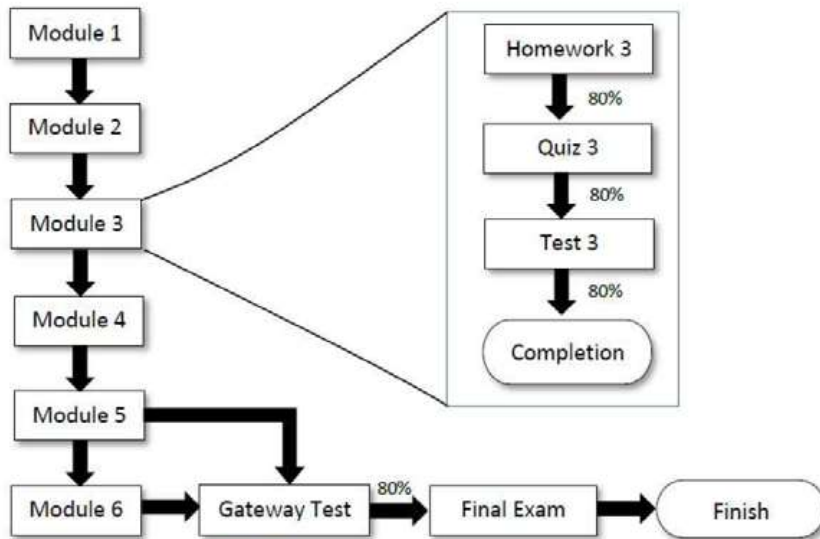 Module 1
Module 2
Module 3
Module 4
Module 5
Module 6
Homework 3
80%
Quiz 3
80%
Test 3
80%
Completion
Gateway Test
80%
Final Exam
Finish